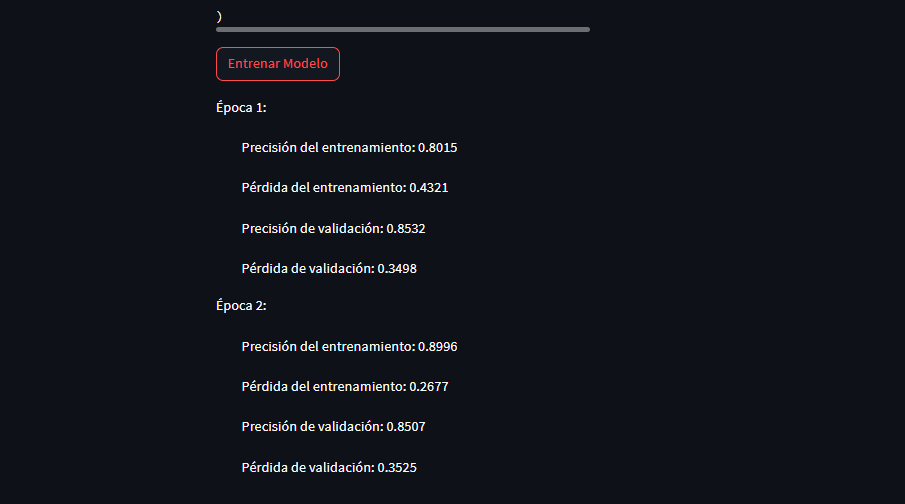 )
Entrenar Modelo
Época 1:
Precisión del entrenamiento: 0.8015
Pérdida del entrenamiento: 0.4321
Precisión de validación: 0.8532
Pérdida de validación: 0.3498
Época 2:
Precisión del entrenamiento: 0.8996
Pérdida del entrenamiento: 0.2677
Precisión de validación: 0.8507
Pérdida de validación: 0.3525